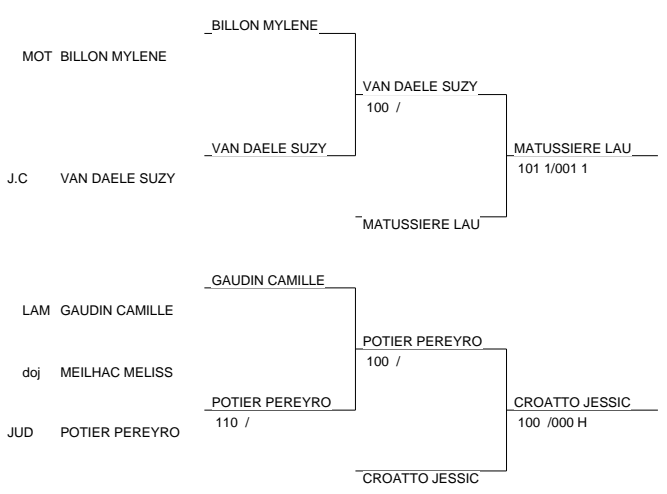 BILLON MYLENE
MOT BILLON MYLENE
VAN DAELE SUZY
100 /
VAN DAELE SUZY
MATUSSIERE LAU
101 1/001 1
J.C VAN DAELE SUZY
MATUSSIERE LAU
GAUDIN CAMILLE
LAM GAUDIN CAMILLE
POTIER PEREYRO
100 /
doj MEILHAC MELISS
POTIER PEREYRO
110 /
CROATTO JESSIC
100 /000 H
JUD POTIER PEREYRO
CROATTO JESSIC